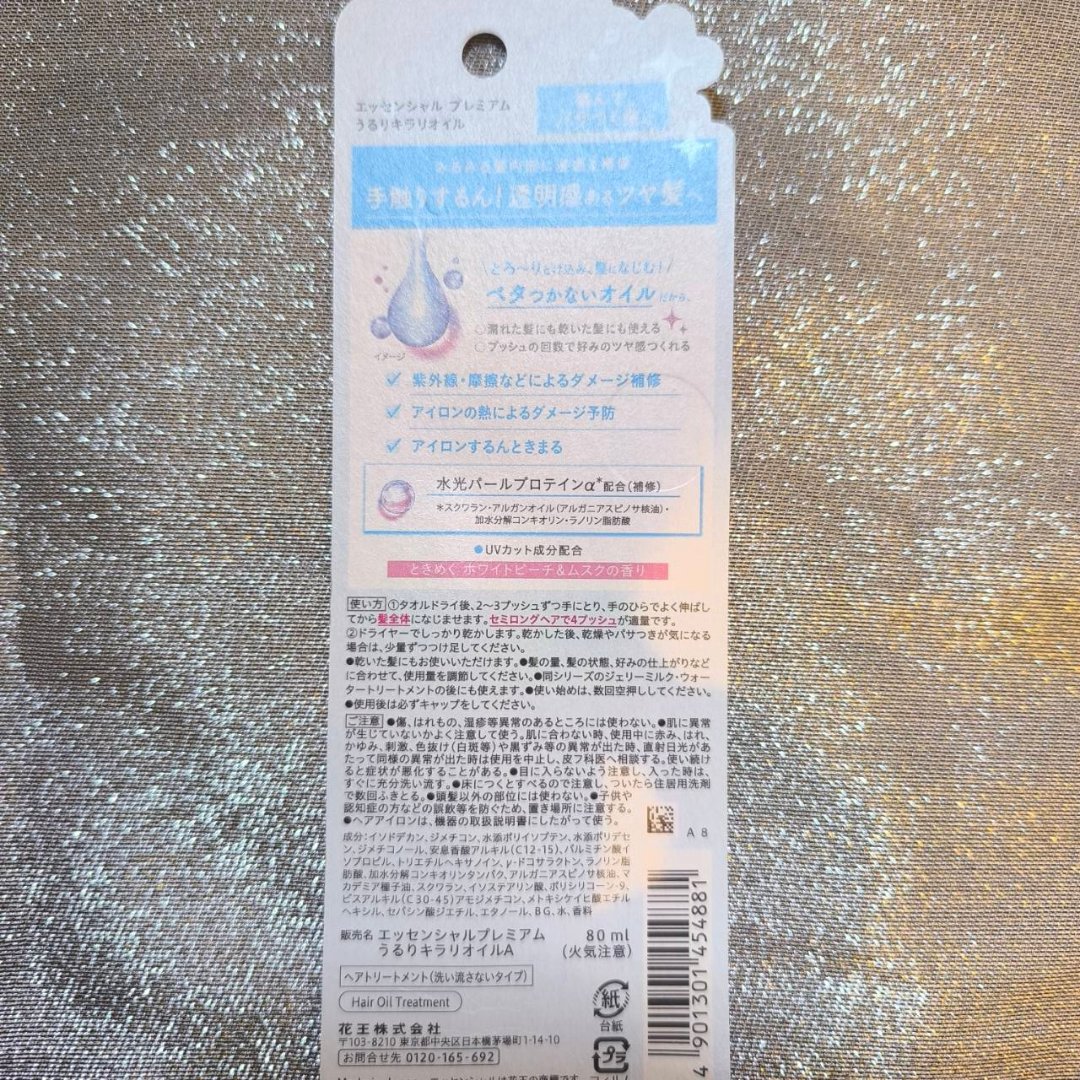 エッセンシャル プレミアム
うるりキラリオイル
手触りするん!透明感あるツヤ髪へ
とろ〜りとけ込み、髪になじむ!
ベタつかないオイルだから、
○濡れた髪にも乾いた髪にも使える
○プッシュの回数で好みのツヤ感つくれる
イメージ
✓ 紫外線・摩擦などによるダメージ補修
✓ アイロンの熱によるダメージ予防
✓ アイロンするんときまる
水光パールプロテインα*配合(補修)
*スクワラン・アルガンオイル(アルガニアスピノサ核油)・
加水分解コンキオリン・ラノリン脂肪酸
●UVカット成分配合
ときめく ホワイトピーチ&ムスクの香り
使い方 ①タオルドライ後、2〜3プッシュずつ手にとり、手のひらでよく伸ばし
てから髪全体になじませます。セミロングヘアで4プッシュが適量です。
②ドライヤーでしっかり乾かします。乾かした後、乾燥やパサつきが気になる
場合は、少量ずつつけ足してください。
●乾いた髪にもお使いいただけます。●髪の量、髪の状態、好みの仕上がりなど
に合わせて、使用量を調節してください。●同シリーズのジェリーミルク・ウォー
タートリートメントの後にも使えます。●使い始めは、数回空押ししてください。
●使用後は必ずキャップをしてください。
ご注意 ●傷、はれもの、湿疹等異常のあるところには使わない。●肌に異常
が生じていないかよく注意して使う。肌に合わない時、使用中に赤み、はれ、
かゆみ、刺激、色抜け(白斑等)や黒ずみ等の異常が出た時、直射日光があ
たって同様の異常が出た時は使用を中止し、皮フ科医へ相談する。使い続け
ると症状が悪化することがある。●目に入らないよう注意し、入った時は、
すぐに充分洗い流す。●床につくとすべるので注意し、ついたら住居用洗剤
で数回ふきとる。●頭髪以外の部位には使わない。●子供や
認知症の方などの誤飲等を防ぐため、置き場所に注意する。
●ヘアアイロンは、機器の取扱説明書にしたがって使う。
A 8
成分:イソドデカン、ジメチコン、水添ポリイソブテン、水添ポリデセ
ン、ジメチコノール、安息香酸アルキル(C12-15)、パルミチン酸イ
ソプロピル、トリエチルヘキサノイン、γ-ドコサラクトン、ラノリン脂
肪酸、加水分解コンキオリンタンパク、アルガニアスピノサ核油、マ
カデミア種子油、スクワラン、イソステアリン酸、ポリシリコーン-9、
ビスアルキル(C30-45)アモジメチコン、メトキシケイヒ酸エチル
ヘキシル、セバシン酸ジエチル、エタノール、BG、水、香料
販売名 エッセンシャルプレミアム
うるりキラリオイルA
80 ml
(火気注意)
ヘアトリートメント(洗い流さないタイプ)
Hair Oil Treatment
花王株式会社
〒103-8210 東京都中央区日本橋茅場町1-14-10
お問合せ先 0120-165-692
紙
台紙
プラ
4 901301 454881